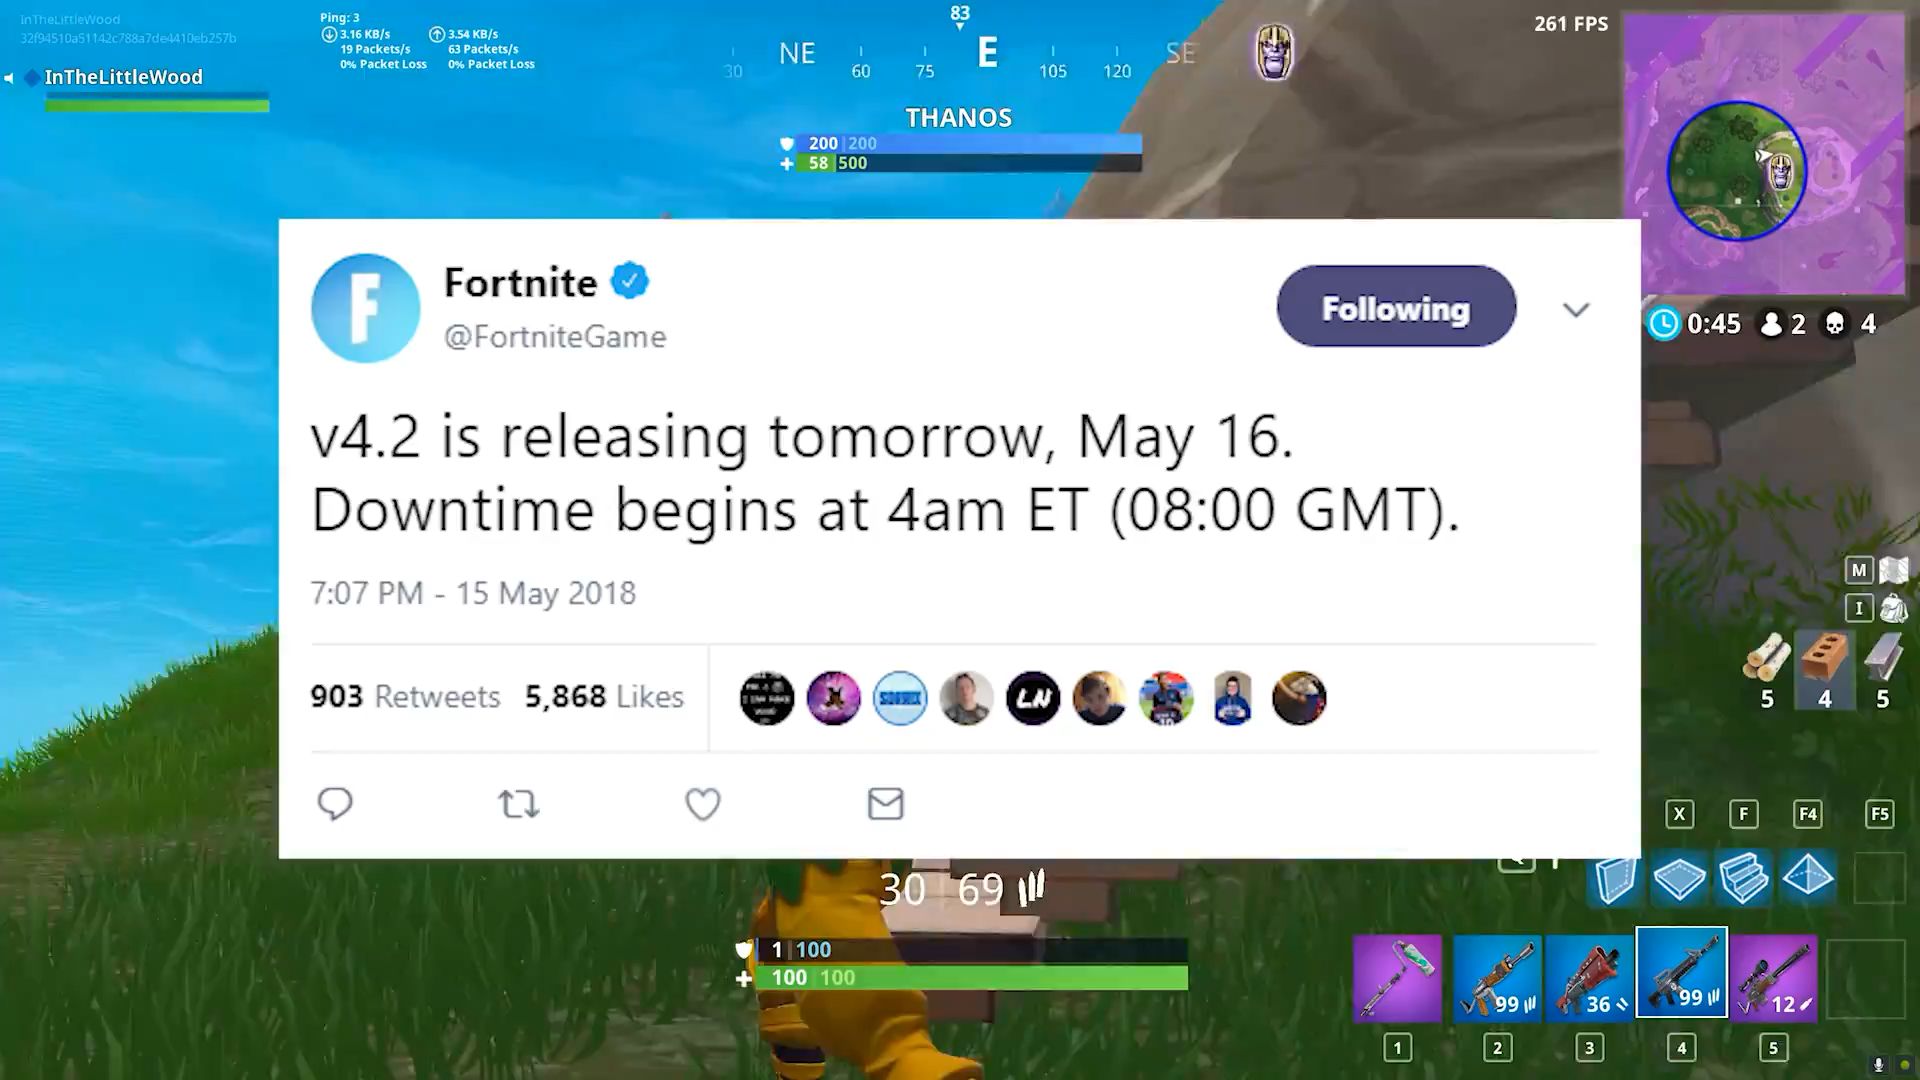 InTheLittleWood
32f94510a51142c788a7de4410eb257b
InTheLittleWood
Ping: 3
3.16 KB/s 3.54 KB/s
19 Packets/s 63 Packets/s
0% Packet Loss 0% Packet Loss
83
NE E SE
30 60 75 105 120
THANOS
200 200
58 500
261 FPS
0:45 2 4
Fortnite
@FortniteGame
Following
v4.2 is releasing tomorrow, May 16.
Downtime begins at 4am ET (08:00 GMT).
7:07 PM - 15 May 2018
903 Retweets 5,868 Likes
LN
M
I
5 4 5
X F F4 F5
30 69
1 100
100 100
99 36 99 12
1 2 3 4 5